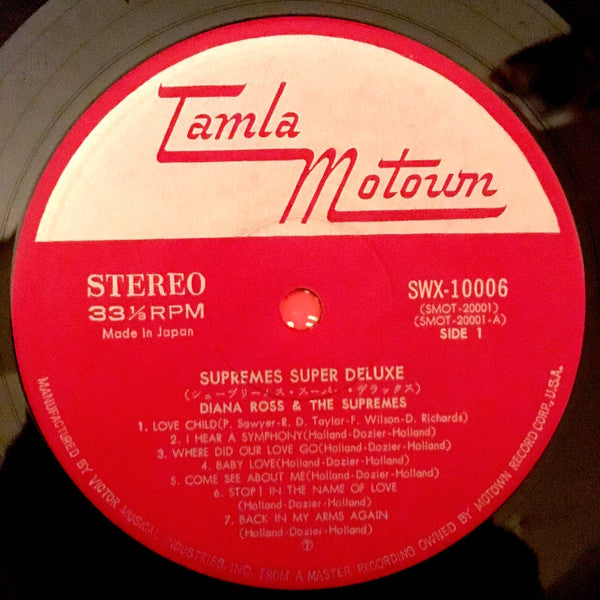 Tamla
Motown
STEREO
33⅓RPM
Made in Japan
SWX-10006
(SMOT-20001)
(SMOT-20001-A)
SIDE 1
SUPREMES SUPER DELUXE
(シュープリームス・スーパー・デラックス)
DIANA ROSS & THE SUPREMES
1. LOVE CHILD(P. Sawyer-R. D. Taylor-F. Wilson-D. Richards)
2. I HEAR A SYMPHONY(Holland-Dozier-Holland)
3. WHERE DID OUR LOVE GO(Holland-Dozier-Holland)
4. BABY LOVE(Holland-Dozier-Holland)
5. COME SEE ABOUT ME(Holland-Dozier-Holland)
6. STOP! IN THE NAME OF LOVE
(Holland-Dozier-Holland)
7. BACK IN MY ARMS AGAIN
(Holland-Dozier-Holland)
MANUFACTURED BY VICTOR MUSICAL INDUSTRIES, INC. FROM A MASTER RECORDING OWNED BY MOTOWN RECORD CORP., U.S.A.